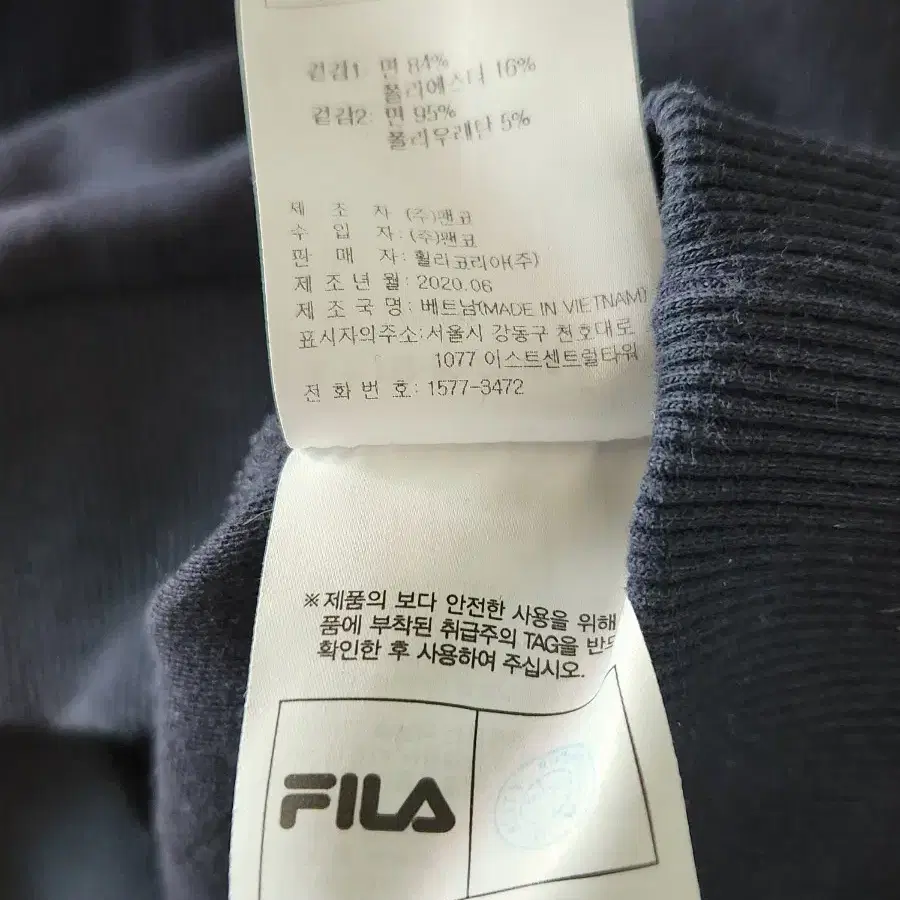 겉감1: 면 84%
폴리에스터 16%
겉감2: 면 95%
폴리우레탄 5%
제 조 자 (주)팬코
수 입 자: (주)팬코
판 매 자: 휠라코리아(주)
제 조 년 월: 2020.06
제 조 국 명: 베트남(MADE IN VIETNAM)
표시자의주소: 서울시 강동구 천호대로
1077 이스트센트럴타워
전 화 번 호: 1577-3472
※제품의 보다 안전한 사용을 위해
품에 부착된 취급주의 TAG을 반드
확인한 후 사용하여 주십시오.
FILA